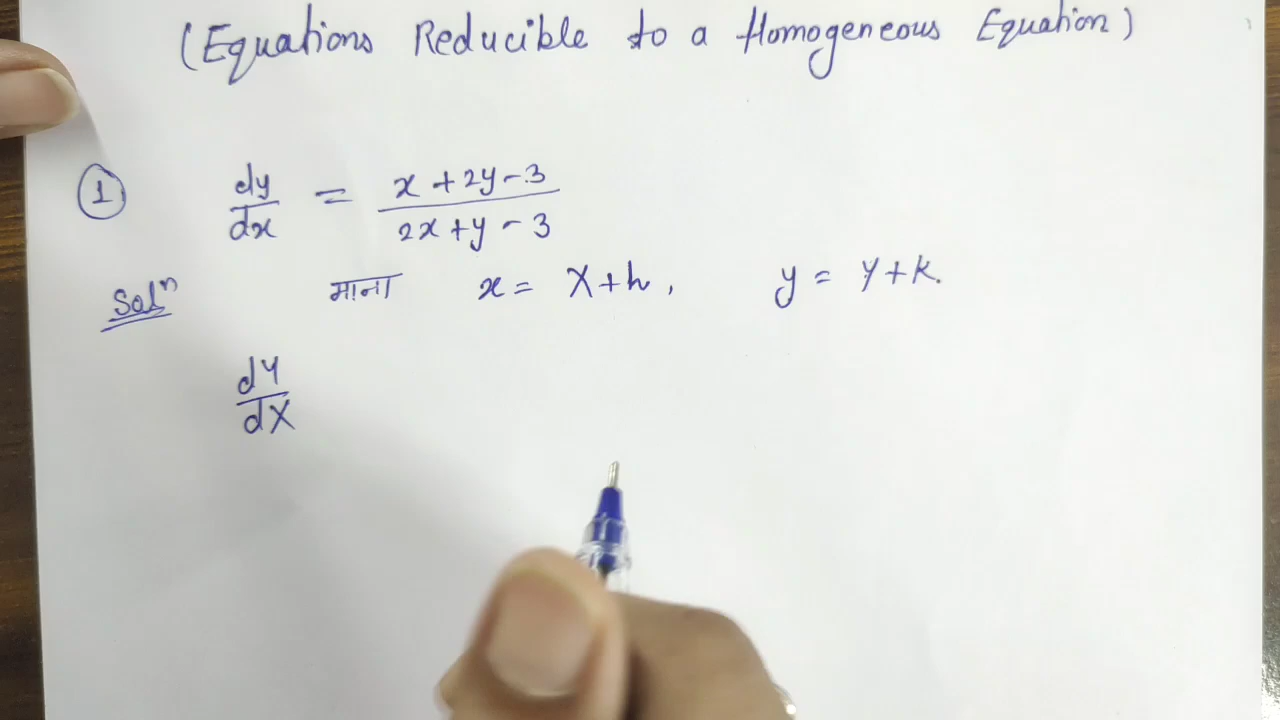 (Equations Reducible to a Homogeneous Equation)
① dy/dx = x + 2y - 3 / 2x + y - 3
Solⁿ माना x = X + h, y = Y + k.
dY/dX